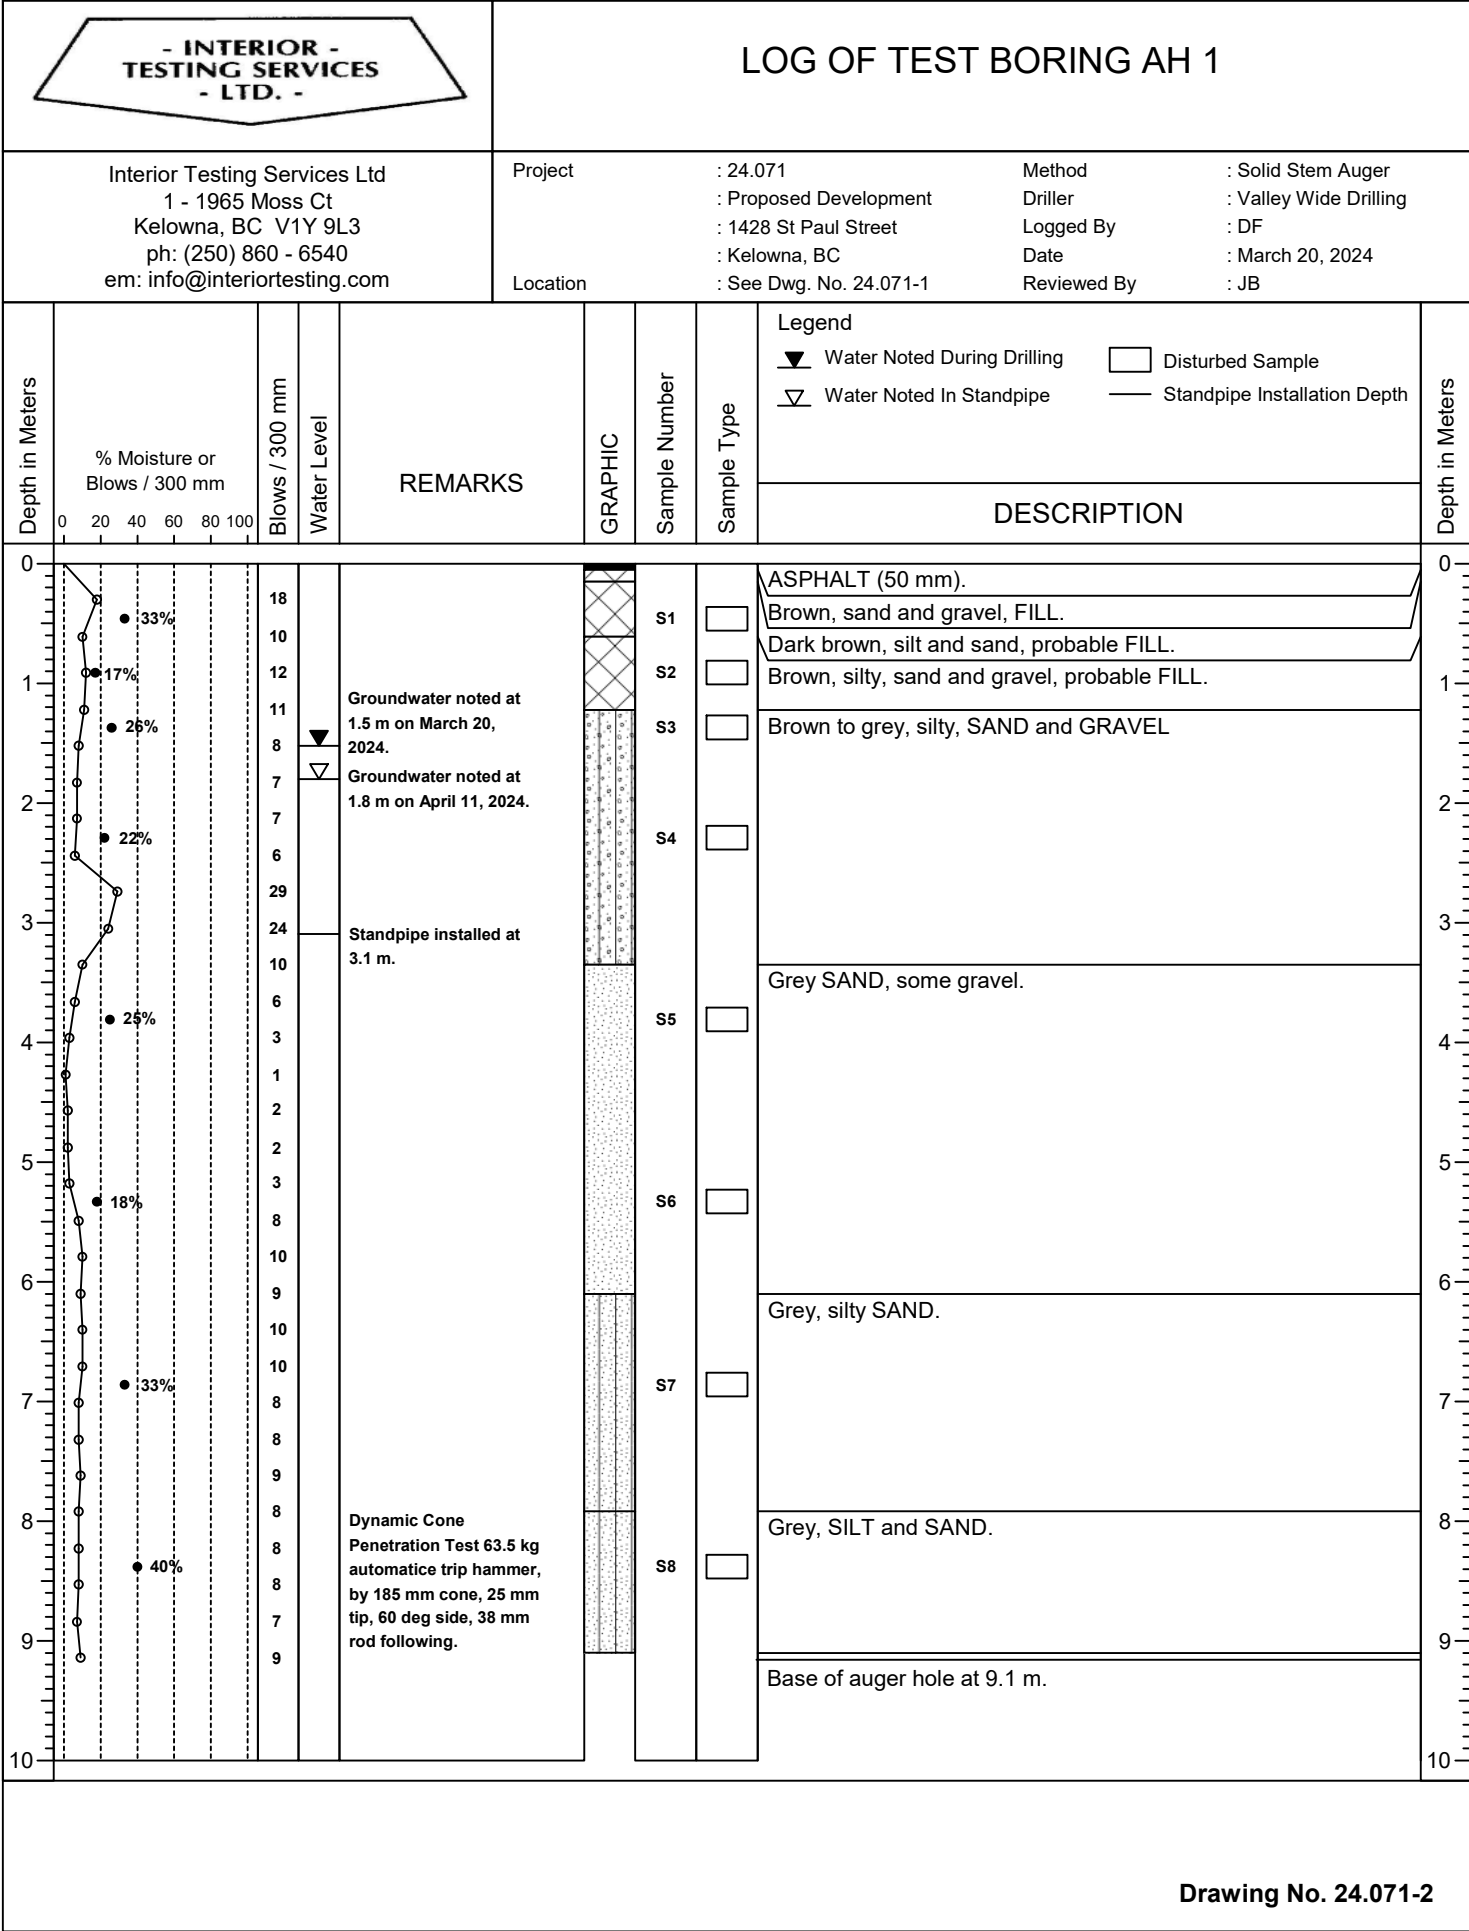 - INTERIOR -
TESTING SERVICES
- LTD. -
LOG OF TEST BORING AH 1
Interior Testing Services Ltd
1 - 1965 Moss Ct
Kelowna, BC V1Y 9L3
ph: (250) 860 - 6540
em: info@interiortesting.com
Project : 24.071
: Proposed Development
: 1428 St Paul Street
: Kelowna, BC
Location : See Dwg. No. 24.071-1
Method : Solid Stem Auger
Driller : Valley Wide Drilling
Logged By : DF
Date : March 20, 2024
Reviewed By : JB
Depth in Meters
% Moisture or
Blows / 300 mm
0 20 40 60 80 100
Blows / 300 mm
Water Level
REMARKS
GRAPHIC
Sample Number
Sample Type
Legend
Water Noted During Drilling
Disturbed Sample
Water Noted In Standpipe
Standpipe Installation Depth
DESCRIPTION
Depth in Meters
0
1
2
3
4
5
6
7
8
9
10
33%
17%
26%
22%
25%
18%
33%
40%
18
10
12
11
8
7
7
6
29
24
10
6
3
1
2
2
3
8
10
9
10
10
8
8
9
8
8
8
7
9
Groundwater noted at
1.5 m on March 20,
2024.
Groundwater noted at
1.8 m on April 11, 2024.
Standpipe installed at
3.1 m.
Dynamic Cone
Penetration Test 63.5 kg
automatice trip hammer,
by 185 mm cone, 25 mm
tip, 60 deg side, 38 mm
rod following.
S1
S2
S3
S4
S5
S6
S7
S8
ASPHALT (50 mm).
Brown, sand and gravel, FILL.
Dark brown, silt and sand, probable FILL.
Brown, silty, sand and gravel, probable FILL.
Brown to grey, silty, SAND and GRAVEL
Grey SAND, some gravel.
Grey, silty SAND.
Grey, SILT and SAND.
Base of auger hole at 9.1 m.
0
1
2
3
4
5
6
7
8
9
10
Drawing No. 24.071-2